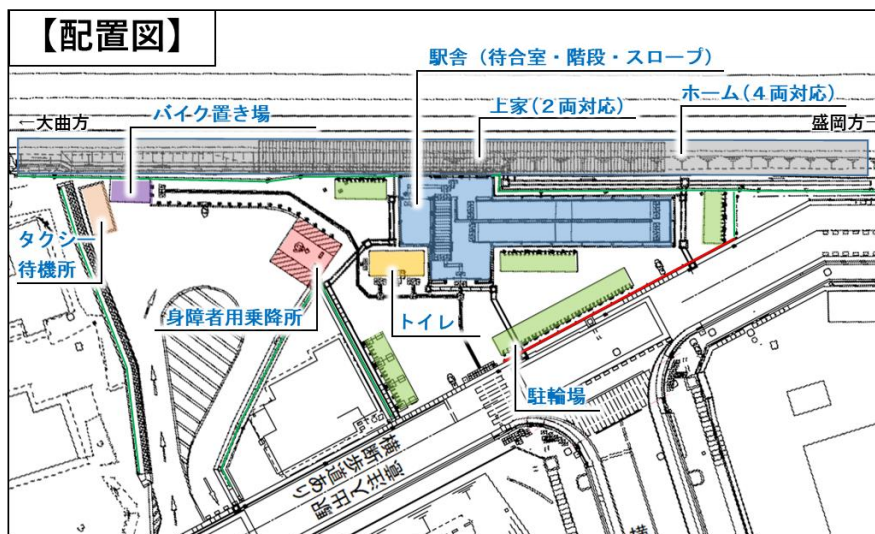 【配置図】
駅舎（待合室・階段・スロープ）
上家（２両対応）
ホーム（４両対応）
←大曲方
盛岡方
バイク置き場
タクシー
待機所
身障者用乗降所
トイレ
駐輪場
横断歩道あり